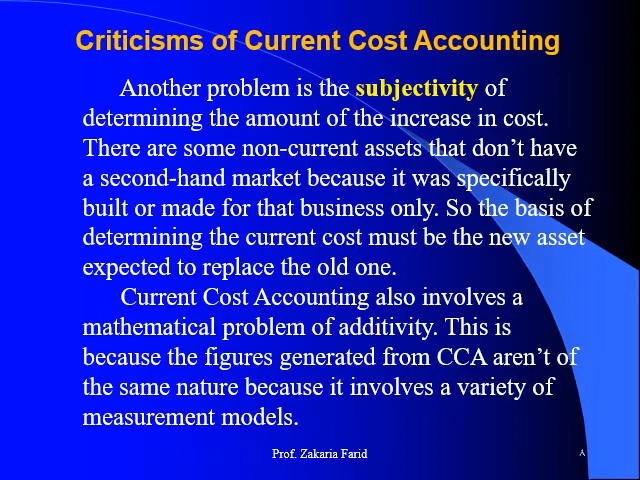 Criticisms of Current Cost Accounting
Another problem is the subjectivity of
determining the amount of the increase in cost.
There are some non-current assets that don’t have
a second-hand market because it was specifically
built or made for that business only. So the basis of
determining the current cost must be the new asset
expected to replace the old one.
Current Cost Accounting also involves a
mathematical problem of additivity. This is
because the figures generated from CCA aren’t of
the same nature because it involves a variety of
measurement models.
Prof. Zakaria Farid
٨